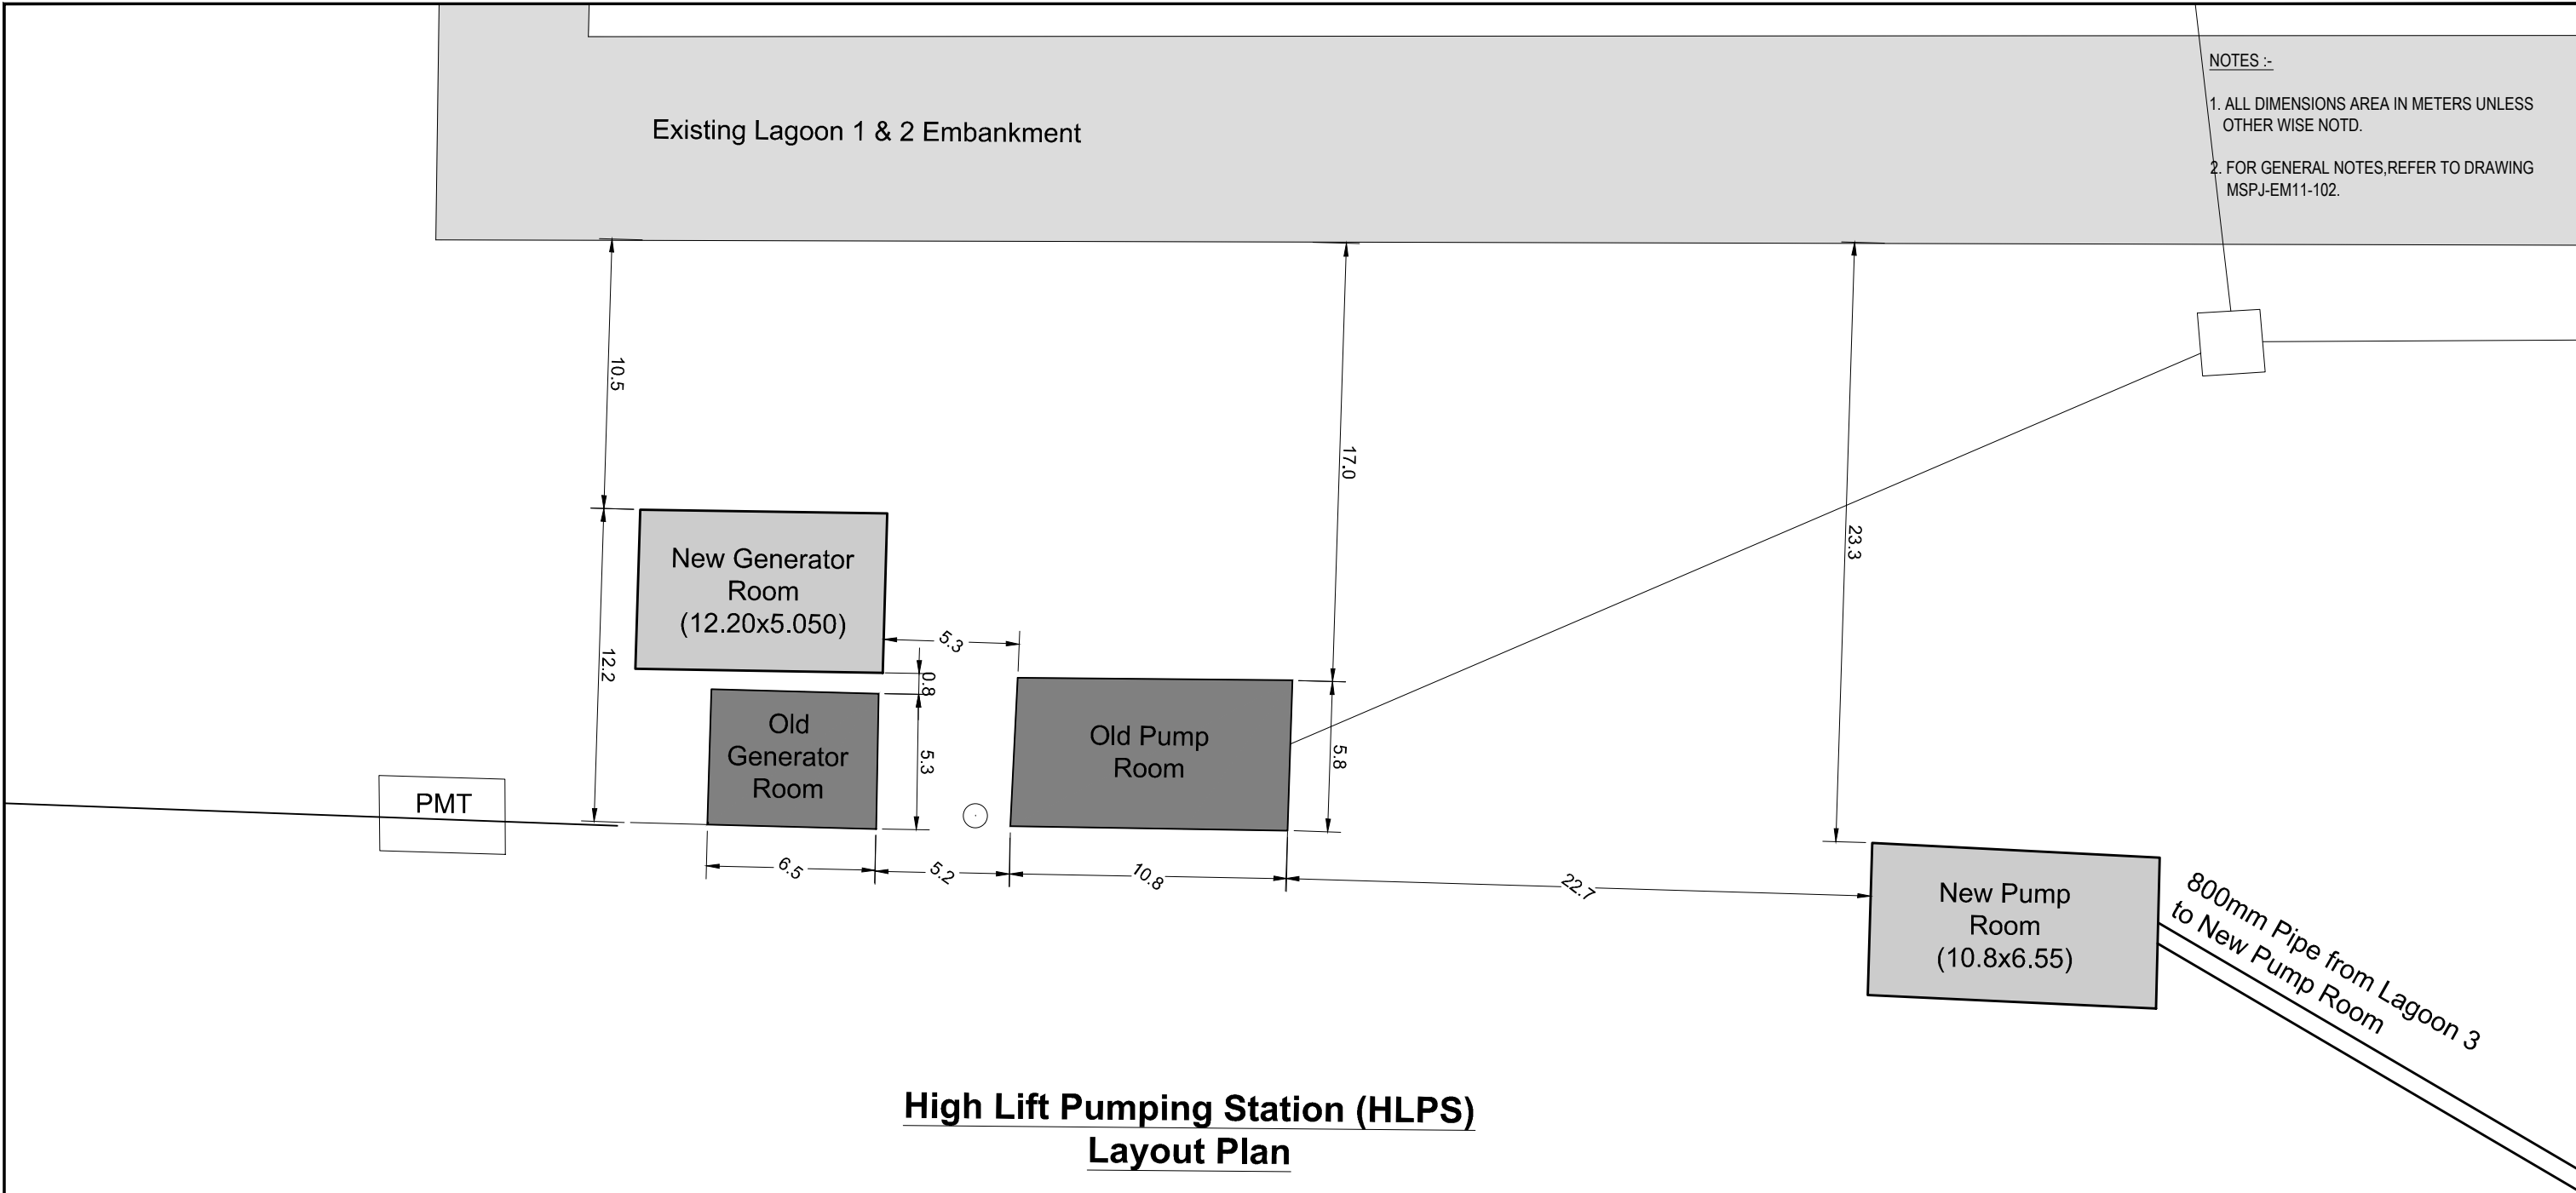 NOTES :-
1. ALL DIMENSIONS AREA IN METERS UNLESS
OTHER WISE NOTD.
2. FOR GENERAL NOTES,REFER TO DRAWING
MSPJ-EM11-102.
Existing Lagoon 1 & 2 Embankment
10.5
17.0
23.3
New Generator
Room
(12.20x5.050)
12.2
5.3
0.8
Old
Generator
Room
5.3
Old Pump
Room
5.8
PMT
6.5
5.2
10.8
22.7
New Pump
Room
(10.8x6.55)
800mm Pipe from Lagoon 3
to New Pump Room
High Lift Pumping Station (HLPS)
Layout Plan